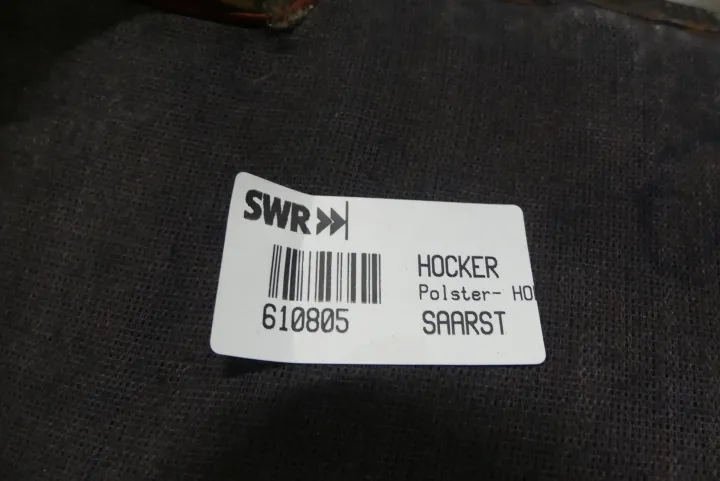 SWR
610805
HOCKER
Polster- HO
SAARST